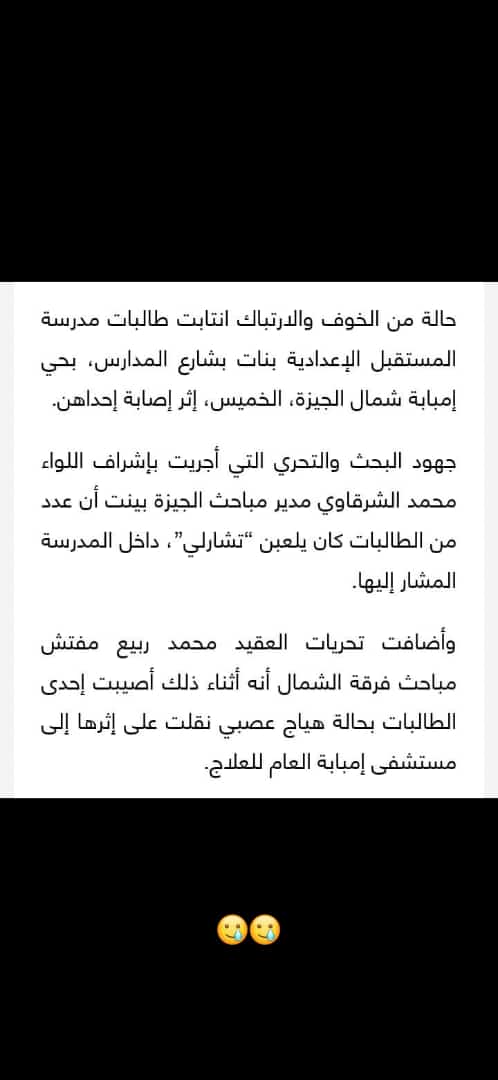 حالة من الخوف والارتباك انتابت طالبات مدرسة
المستقبل الإعدادية بنات بشارع المدارس، بحي
إمبابة شمال الجيزة، الخميس، إثر إصابة إحداهن.
جهود البحث والتحري التي أجريت بإشراف اللواء
محمد الشرقاوي مدير مباحث الجيزة بينت أن عدد
من الطالبات كان يلعبن “تشارلي”، داخل المدرسة
المشار إليها.
وأضافت تحريات العقيد محمد ربيع مفتش
مباحث فرقة الشمال أنه أثناء ذلك أصيبت إحدى
الطالبات بحالة هياج عصبي نقلت على إثرها إلى
مستشفى إمبابة العام للعلاج.
🥲🥲